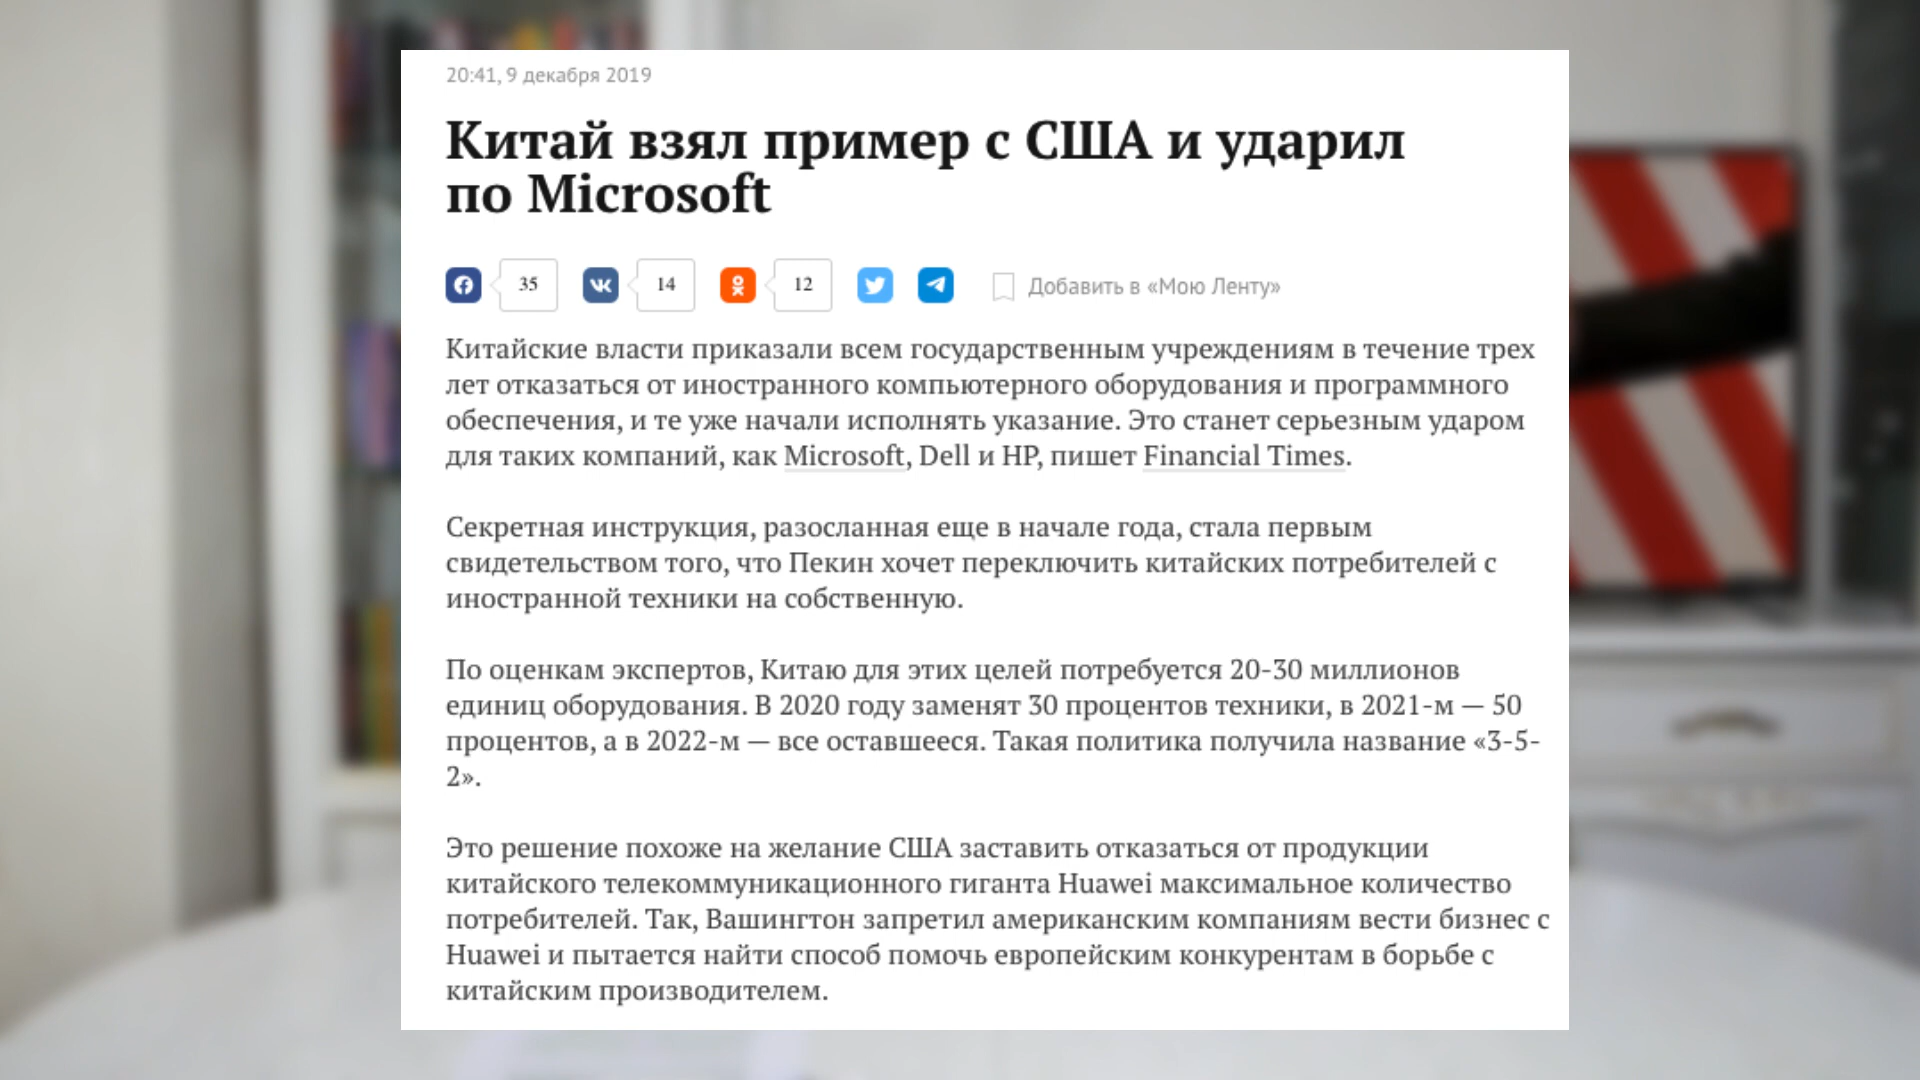 20:41, 9 декабря 2019
Китай взял пример с США и ударил
по Microsoft
35 14 12 Добавить в «Мою Ленту»
Китайские власти приказали всем государственным учреждениям в течение трех
лет отказаться от иностранного компьютерного оборудования и программного
обеспечения, и те уже начали исполнять указание. Это станет серьезным ударом
для таких компаний, как Microsoft, Dell и HP, пишет Financial Times.
Секретная инструкция, разосланная еще в начале года, стала первым
свидетельством того, что Пекин хочет переключить китайских потребителей с
иностранной техники на собственную.
По оценкам экспертов, Китаю для этих целей потребуется 20-30 миллионов
единиц оборудования. В 2020 году заменят 30 процентов техники, в 2021-м — 50
процентов, а в 2022-м — все оставшееся. Такая политика получила название «3-5-
2».
Это решение похоже на желание США заставить отказаться от продукции
китайского телекоммуникационного гиганта Huawei максимальное количество
потребителей. Так, Вашингтон запретил американским компаниям вести бизнес с
Huawei и пытается найти способ помочь европейским конкурентам в борьбе с
китайским производителем.